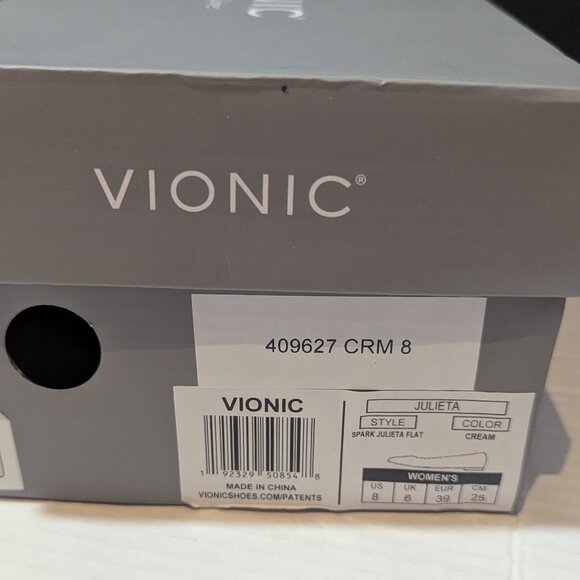 VIONIC
VIONIC®
409627 CRM 8
VIONIC
1 92329 50854 8
MADE IN CHINA
VIONICSHOES.COM/PATENTS
JULIETA
STYLE COLOR
SPARK JULIETA FLAT CREAM
WOMEN'S
US UK EUR CM
8 6 39 25